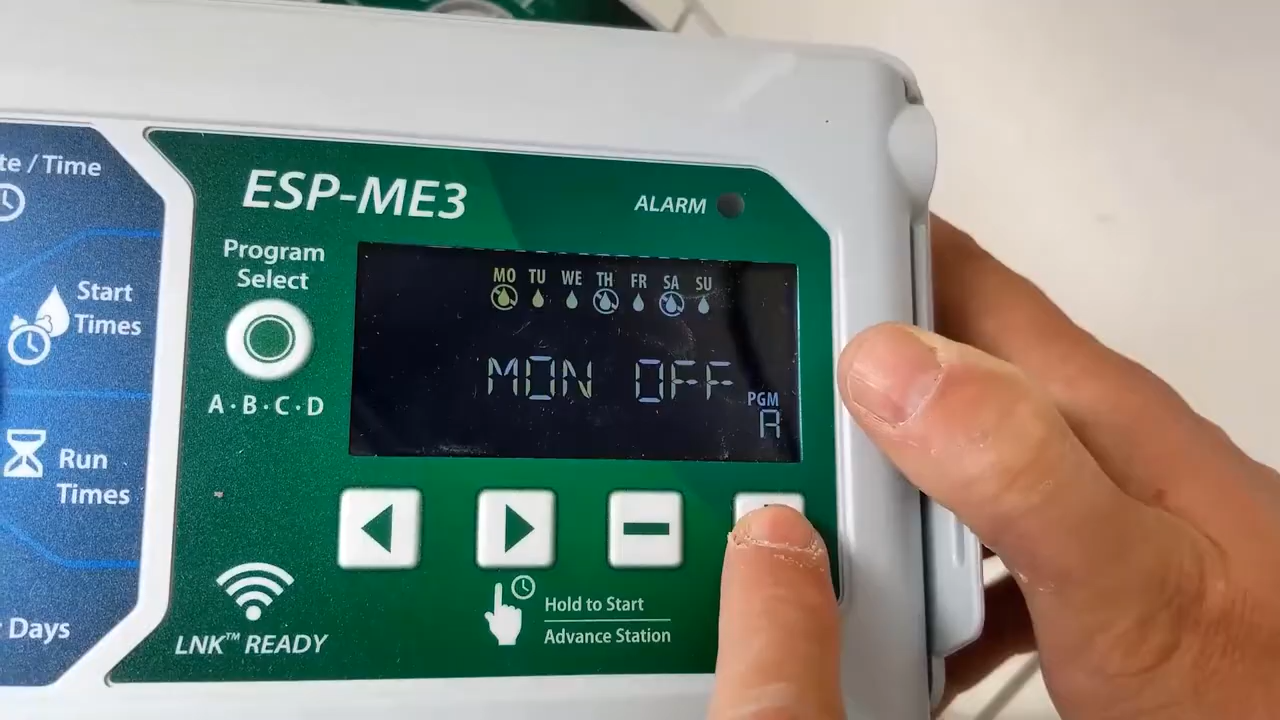 te / Time
Start
Times
Run
Times
Days
ESP-ME3
ALARM
Program
Select
A·B·C·D
MO TU WE TH FR SA SU
MON OFF
PGM
A
LNK™ READY
Hold to Start
Advance Station